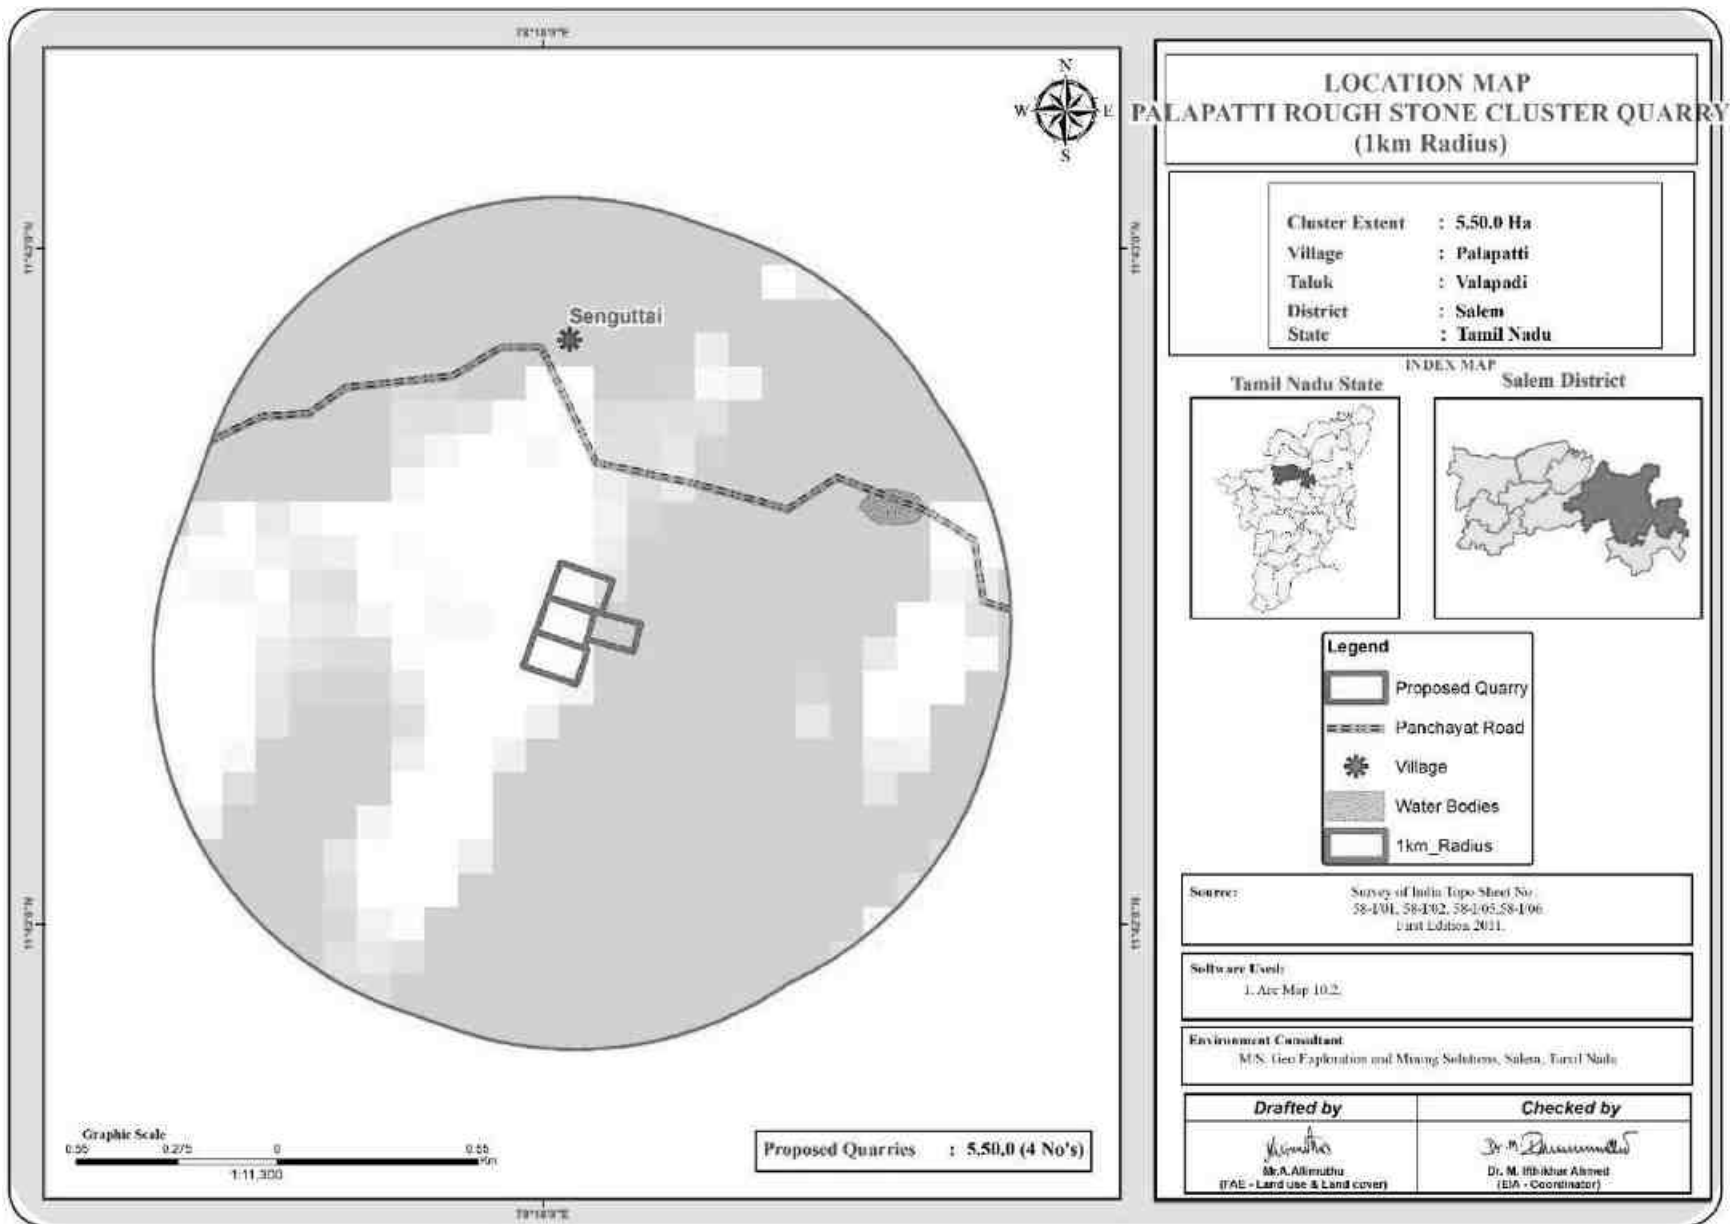 LOCATION MAP
PALAPATTI ROUGH STONE CLUSTER QUARRY
(1km Radius)
Cluster Extent : 5.50.0 Ha
Village : Palapatti
Taluk : Valapadi
District : Salem
State : Tamil Nadu
INDEX MAP
Tamil Nadu State
Salem District
Legend
Proposed Quarry
Panchayat Road
Village
Water Bodies
1km_Radius
Source:
Survey of India Topo Sheet No
58-I/01, 58-I/02, 58-I/05,58-I/06
First Edition 2011.
Software Used:
1. Arc Map 10.2.
Environment Consultant
M/S. Geo Exploration and Mining Solutions, Salem, Tamil Nadu
Drafted by
Checked by
Mr.A.Allimuthu
(FAE - Land use & Land cover)
Dr. M. Ifthikhar Ahmed
(EIA - Coordinator)
N
W E
S
Senguttai
Graphic Scale
0.55 0.275 0 0.55
Km
1:11,300
Proposed Quarries : 5.50.0 (4 No's)